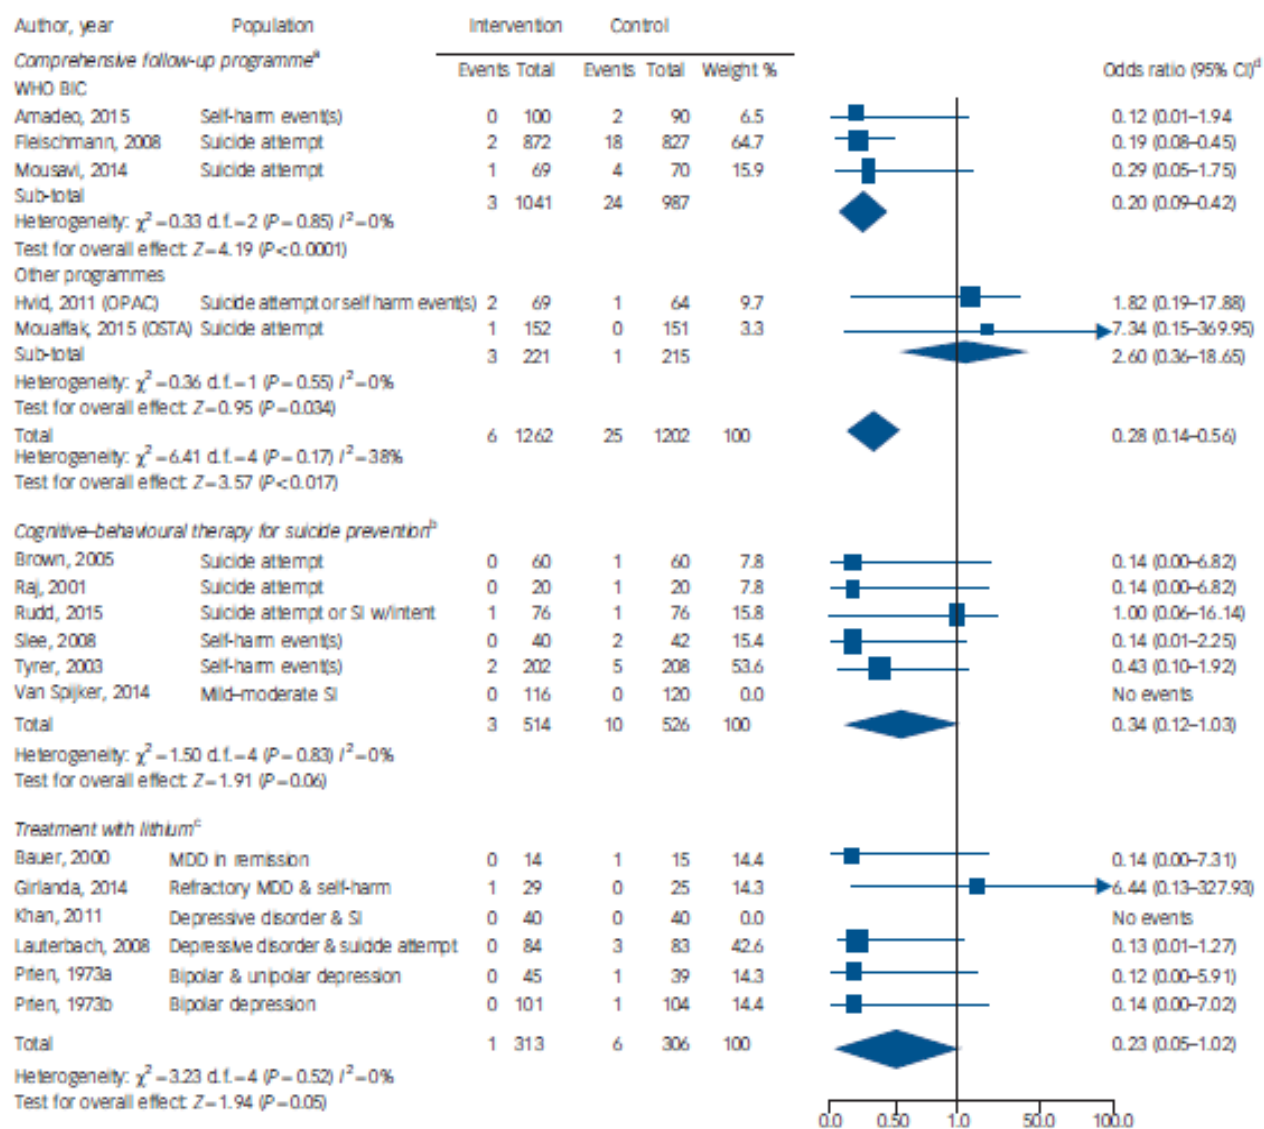 Author, year Population Intervention Control
Comprehensive follow-up programme^a
Events Total Events Total Weight % Odds ratio (95% CI)^d
WHO BIC
Amadeo, 2015 Self-harm event(s) 0 100 2 90 6.5 0.12 (0.01–1.94
Fleischmann, 2008 Suicide attempt 2 872 18 827 64.7 0.19 (0.08–0.45)
Mousavi, 2014 Suicide attempt 1 69 4 70 15.9 0.29 (0.05–1.75)
Sub-total 3 1041 24 987 0.20 (0.09–0.42)
Heterogeneity: χ²=0.33 d.f.=2 (P=0.85) I²=0%
Test for overall effect: Z=4.19 (P<0.0001)
Other programmes
Hvid, 2011 (OPAC) Suicide attempt or self harm event(s) 2 69 1 64 9.7 1.82 (0.19–17.88)
Mouaffak, 2015 (OSTA) Suicide attempt 1 152 0 151 3.3 7.34 (0.15–369.95)
Sub-total 3 221 1 215 2.60 (0.36–18.65)
Heterogeneity: χ²=0.36 d.f.=1 (P=0.55) I²=0%
Test for overall effect: Z=0.95 (P=0.034)
Total 6 1262 25 1202 100 0.28 (0.14–0.56)
Heterogeneity: χ²=6.41 d.f.=4 (P=0.17) I²=38%
Test for overall effect: Z=3.57 (P<0.017)
Cognitive–behavioural therapy for suicide prevention^b
Brown, 2005 Suicide attempt 0 60 1 60 7.8 0.14 (0.00–6.82)
Raj, 2001 Suicide attempt 0 20 1 20 7.8 0.14 (0.00–6.82)
Rudd, 2015 Suicide attempt or SI w/intent 1 76 1 76 15.8 1.00 (0.06–16.14)
Slee, 2008 Self-harm event(s) 0 40 2 42 15.4 0.14 (0.01–2.25)
Tyrer, 2003 Self-harm event(s) 2 202 5 208 53.6 0.43 (0.10–1.92)
Van Spijker, 2014 Mild–moderate SI 0 116 0 120 0.0 No events
Total 3 514 10 526 100 0.34 (0.12–1.03)
Heterogeneity: χ²=1.50 d.f.=4 (P=0.83) I²=0%
Test for overall effect: Z=1.91 (P=0.06)
Treatment with lithium^c
Bauer, 2000 MDD in remission 0 14 1 15 14.4 0.14 (0.00–7.31)
Girlanda, 2014 Refractory MDD & self-harm 1 29 0 25 14.3 6.44 (0.13–327.93)
Khan, 2011 Depressive disorder & SI 0 40 0 40 0.0 No events
Lauterbach, 2008 Depressive disorder & suicide attempt 0 84 3 83 42.6 0.13 (0.01–1.27)
Prien, 1973a Bipolar & unipolar depression 0 45 1 39 14.3 0.12 (0.00–5.91)
Prien, 1973b Bipolar depression 0 101 1 104 14.4 0.14 (0.00–7.02)
Total 1 313 6 306 100 0.23 (0.05–1.02)
Heterogeneity: χ²=3.23 d.f.=4 (P=0.52) I²=0%
Test for overall effect: Z=1.94 (P=0.05)
0.0 0.50 1.0 50.0 100.0